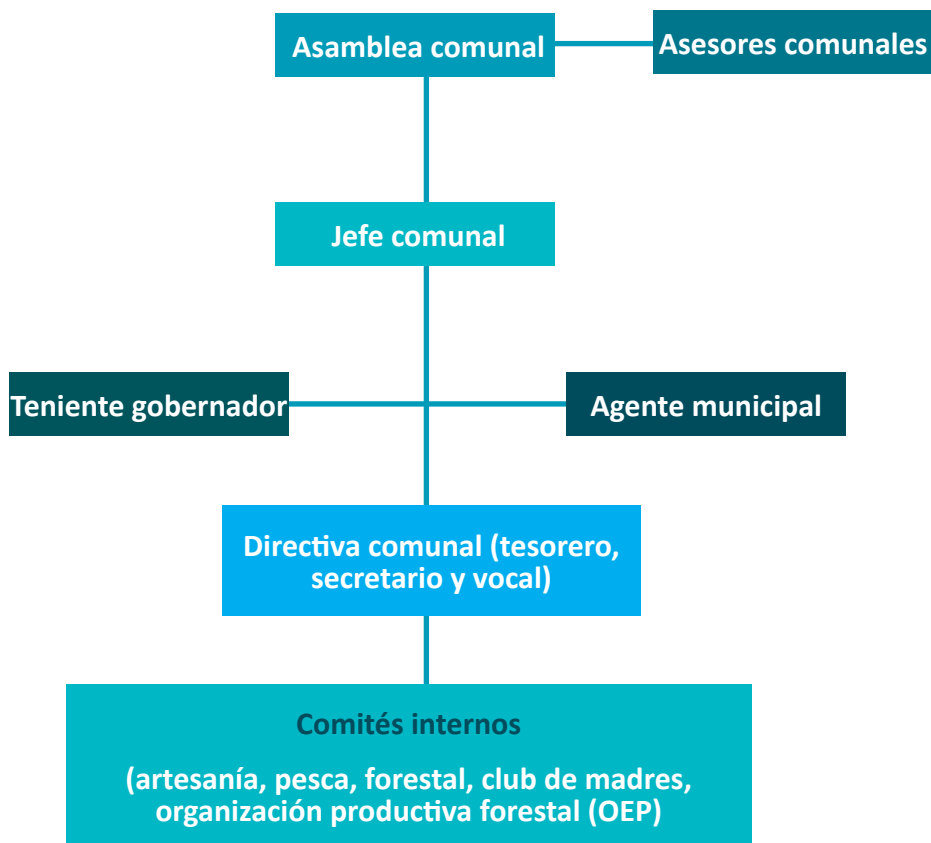 Asamblea comunal
Asesores comunales
Jefe comunal
Teniente gobernador
Agente municipal
Directiva comunal (tesorero,
secretario y vocal)
Comités internos
(artesanía, pesca, forestal, club de madres,
organización productiva forestal (OEP)